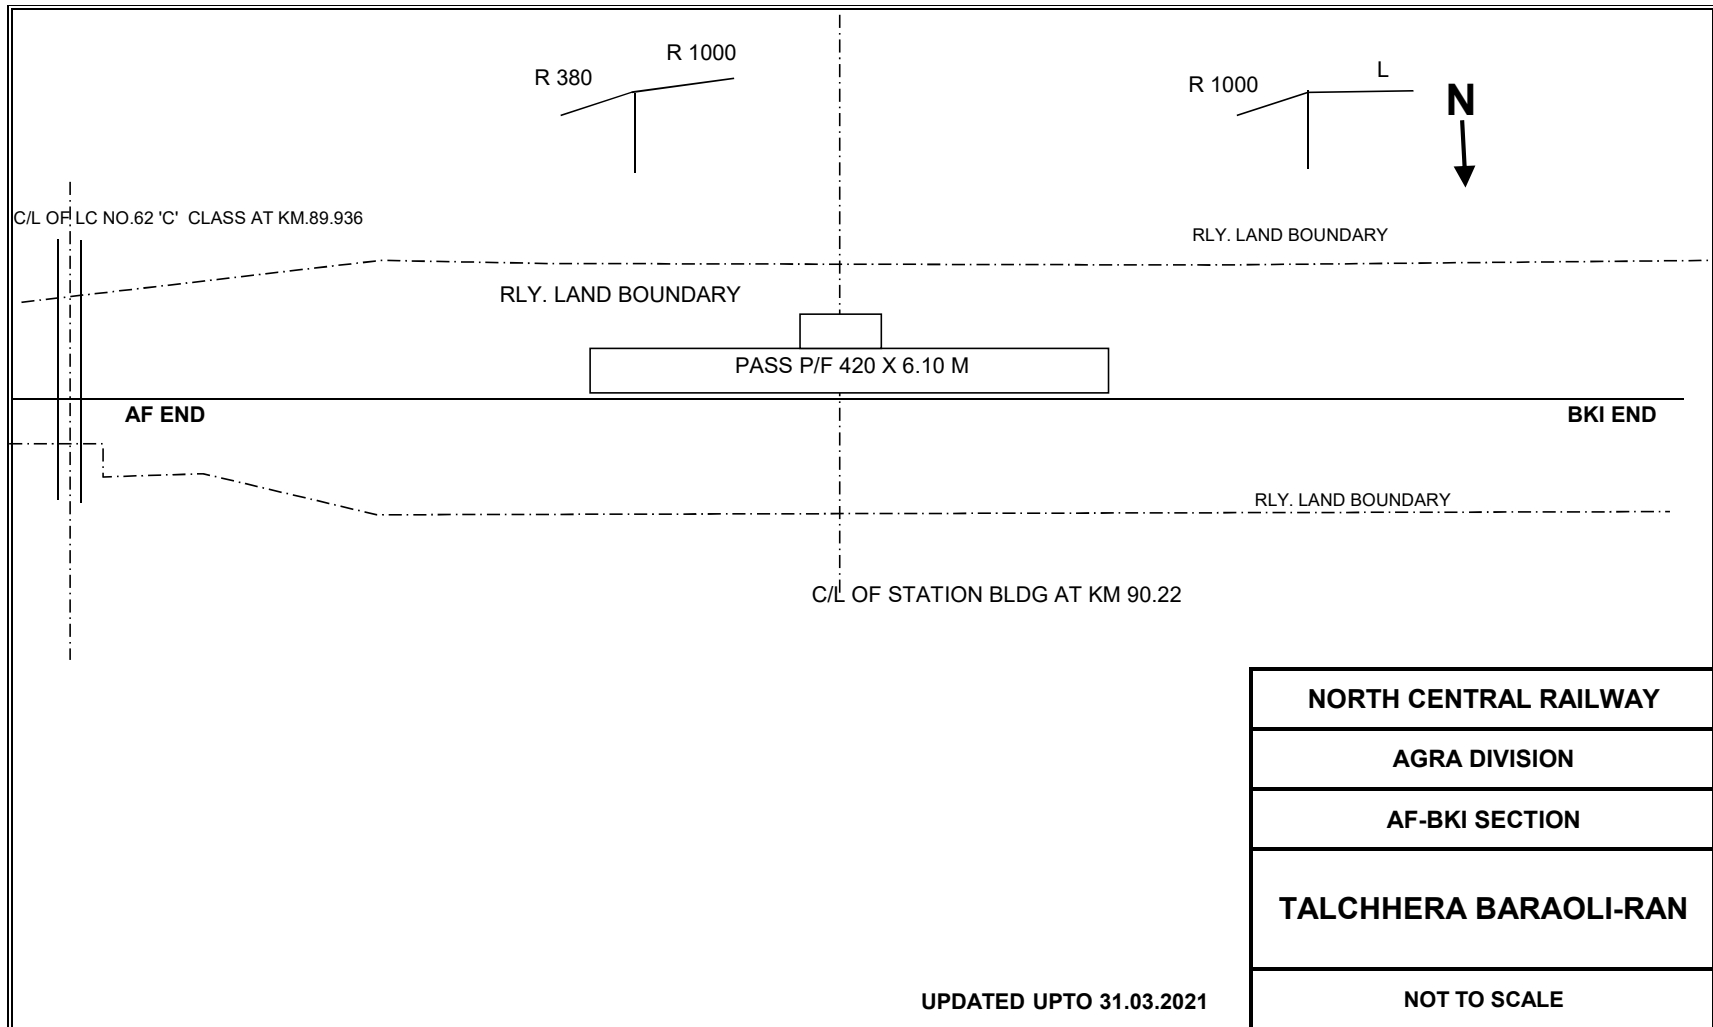 R 1000
R 380
L
R 1000
N
C/L OF LC NO.62 'C'  CLASS AT KM.89.936
RLY. LAND BOUNDARY
RLY. LAND BOUNDARY
PASS P/F 420 X 6.10 M
AF END
BKI END
RLY. LAND BOUNDARY
C/L OF STATION BLDG AT KM 90.22
NORTH CENTRAL RAILWAY
AGRA DIVISION
AF-BKI SECTION
TALCHHERA BARAOLI-RAN
UPDATED UPTO 31.03.2021
NOT TO SCALE